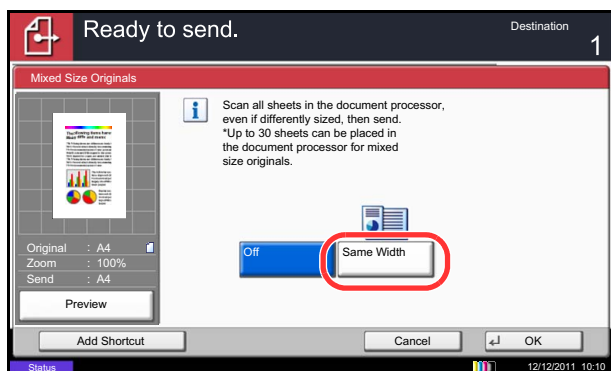 Ready to send.
Destination
1
Mixed Size Originals
Scan all sheets in the document processor,
even if differently sized, then send.
*Up to 30 sheets can be placed in
the document processor for mixed
size originals.
Original : A4
Zoom : 100%
Send : A4
Off
Same Width
Preview
Add Shortcut
Cancel
OK
Status
12/12/2011 10:10